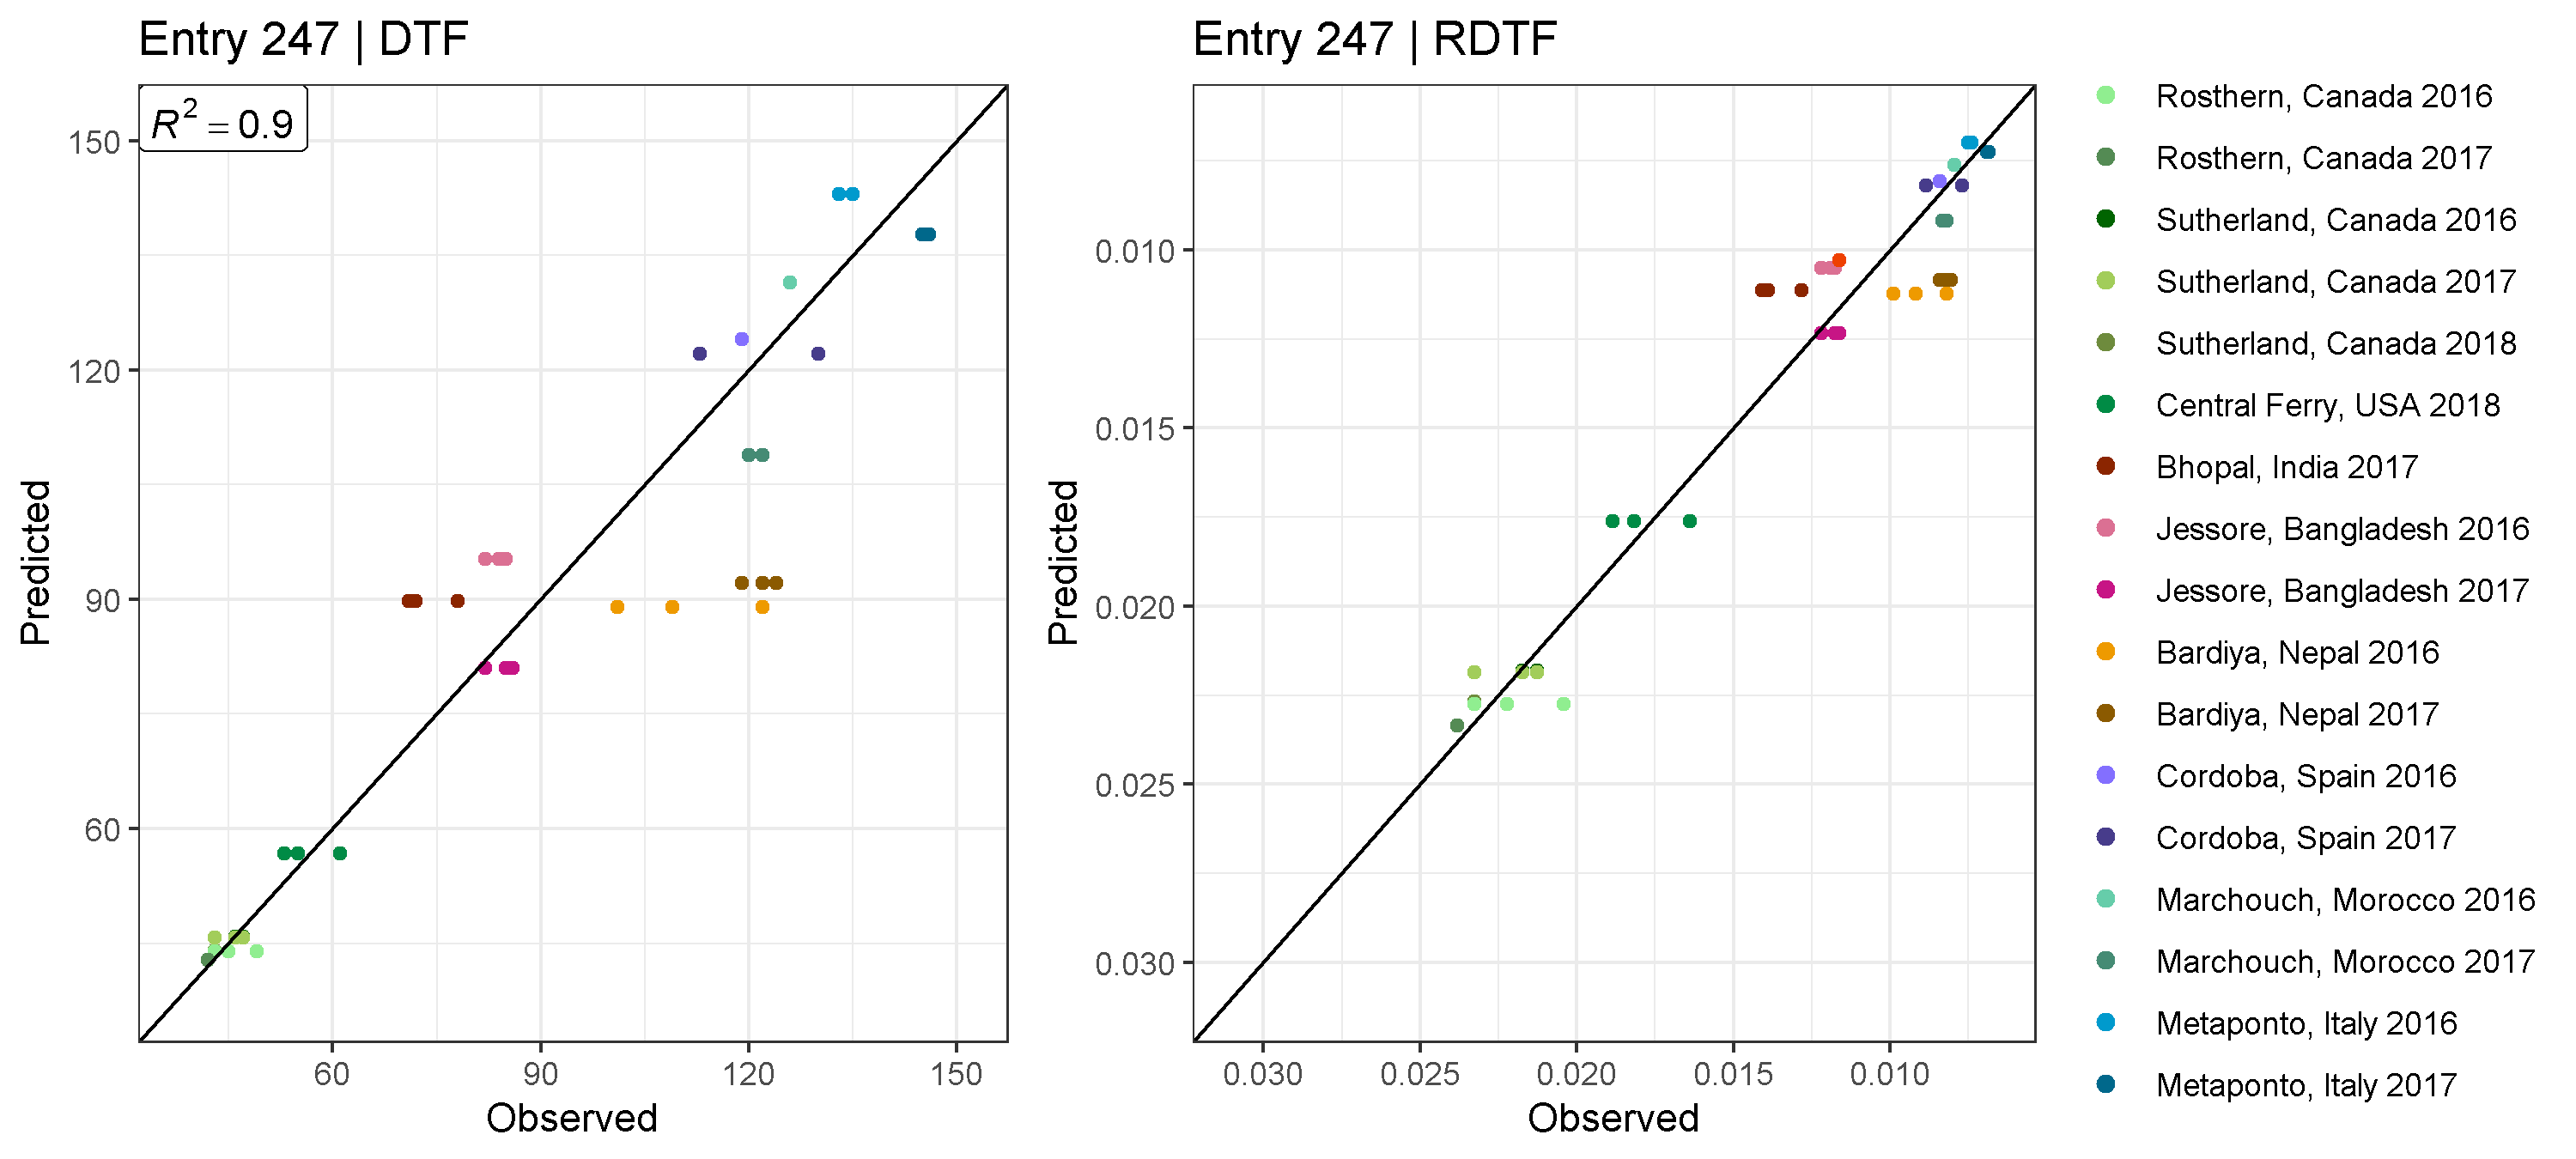 Entry 247 | DTF
R² = 0.9
150
120
90
60
Predicted
60 90 120 150
Observed
Entry 247 | RDTF
0.010
0.015
0.020
0.025
0.030
Predicted
0.030 0.025 0.020 0.015 0.010
Observed
Rosthern, Canada 2016
Rosthern, Canada 2017
Sutherland, Canada 2016
Sutherland, Canada 2017
Sutherland, Canada 2018
Central Ferry, USA 2018
Bhopal, India 2017
Jessore, Bangladesh 2016
Jessore, Bangladesh 2017
Bardiya, Nepal 2016
Bardiya, Nepal 2017
Cordoba, Spain 2016
Cordoba, Spain 2017
Marchouch, Morocco 2016
Marchouch, Morocco 2017
Metaponto, Italy 2016
Metaponto, Italy 2017